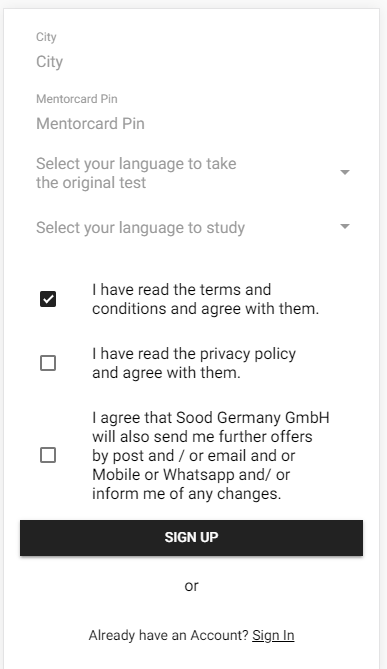 City
City
Mentorcard Pin
Mentorcard Pin
Select your language to take
the original test
Select your language to study
I have read the terms and
conditions and agree with them.
I have read the privacy policy
and agree with them.
I agree that Sood Germany GmbH
will also send me further offers
by post and / or email and or
Mobile or Whatsapp and/ or
inform me of any changes.
SIGN UP
or
Already have an Account? Sign In